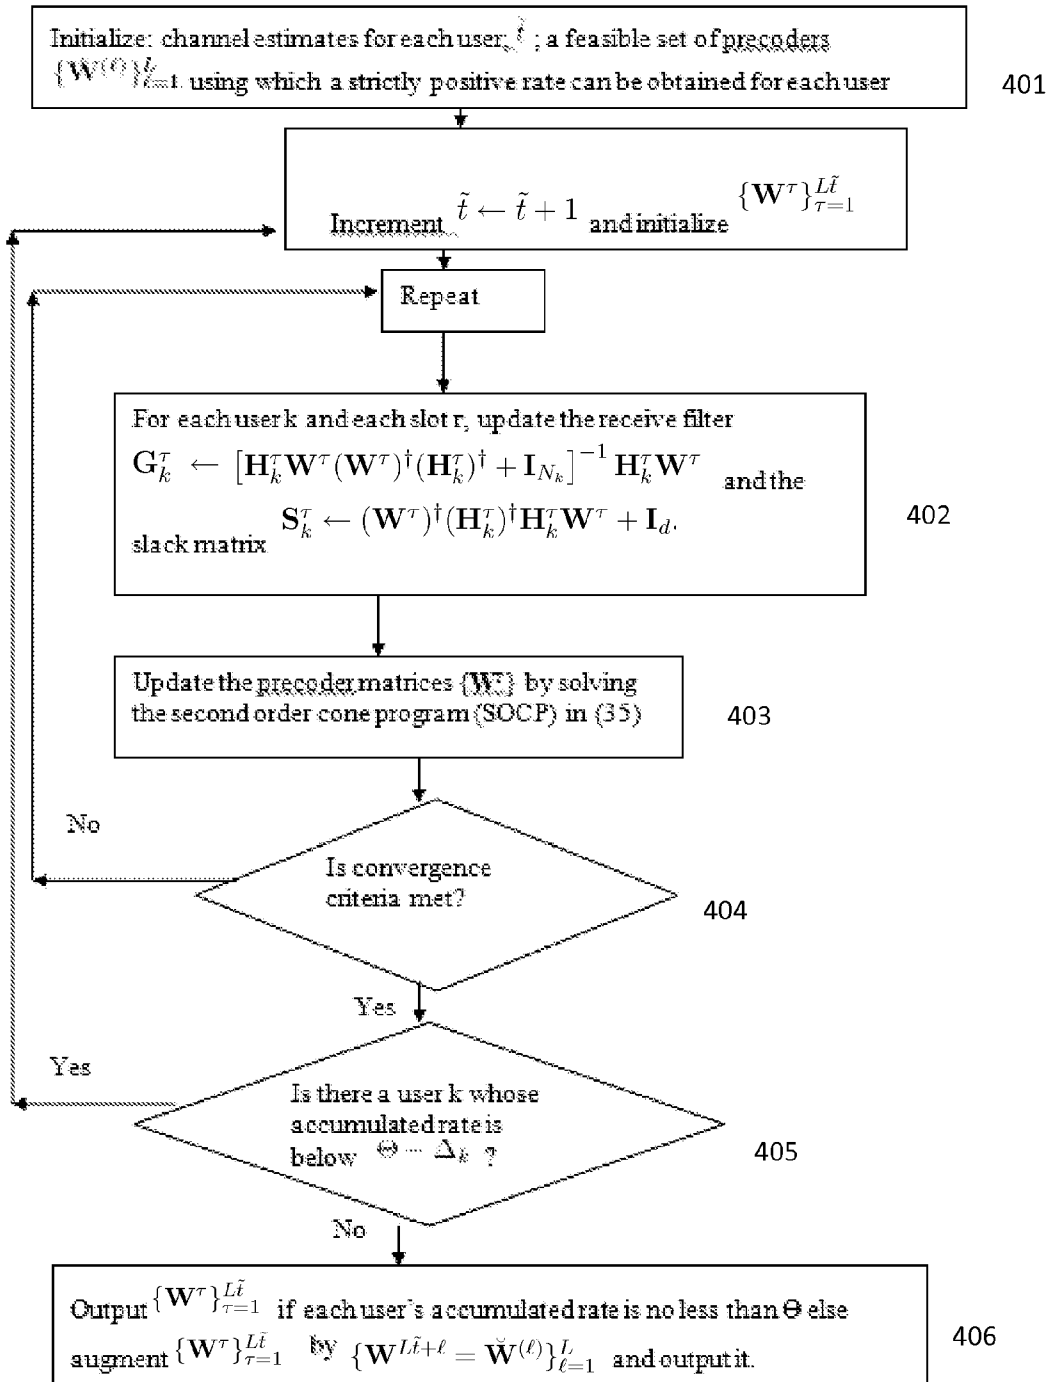 Initialize: channel estimates for each user, t̃ ; a feasible set of precoders
{W̆^{(ℓ)}}_{ℓ=1}^{L} using which a strictly positive rate can be obtained for each user
401
Increment t̃ ← t̃ + 1 and initialize {W^τ}_{τ=1}^{Lt̃}
Repeat
For each user k and each slot τ, update the receive filter
G_k^τ ← [H_k^τ W^τ (W^τ)^† (H_k^τ)^† + I_{N_k}]^{-1} H_k^τ W^τ and the
slack matrix S_k^τ ← (W^τ)^† (H_k^τ)^† H_k^τ W^τ + I_d.
402
Update the precoder matrices {W^τ} by solving
the second order cone program (SOCP) in (35)
403
No
Is convergence
criteria met?
404
Yes
Yes
Is there a user k whose
accumulated rate is
below Θ − Δ_k ?
405
No
Output {W^τ}_{τ=1}^{Lt̃} if each user's accumulated rate is no less than Θ else
augment {W^τ}_{τ=1}^{Lt̃} by {W^{Lt̃+ℓ} = W̆^{(ℓ)}}_{ℓ=1}^{L} and output it.
406